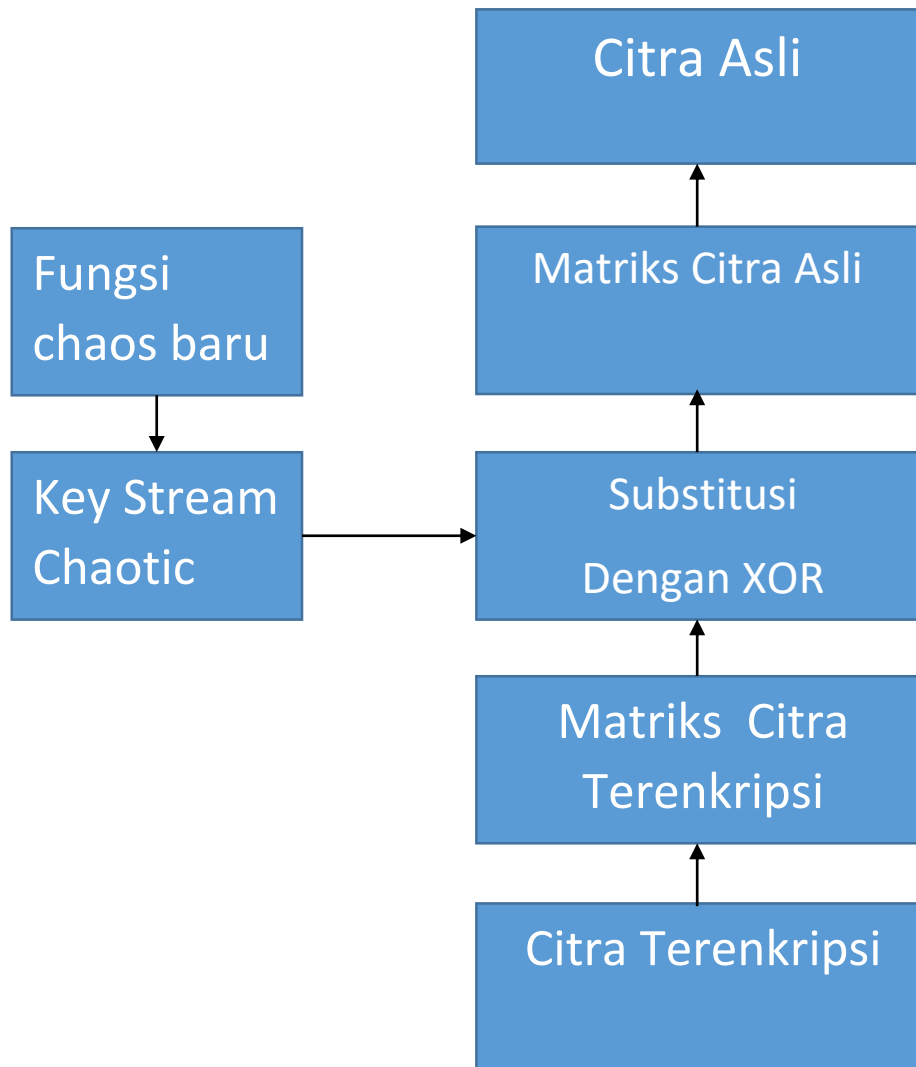 Citra Asli
Matriks Citra Asli
Fungsi
chaos baru
Key Stream
Chaotic
Substitusi
Dengan XOR
Matriks  Citra
Terenkripsi
Citra Terenkripsi